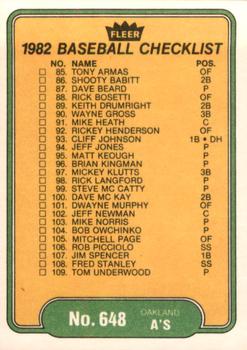 FLEER
1982 BASEBALL CHECKLIST
NO. NAME POS.
85. TONY ARMAS OF
86. SHOOTY BABITT 2B
87. DAVE BEARD P
88. RICK BOSETTI OF
89. KEITH DRUMRIGHT 2B
90. WAYNE GROSS 3B
91. MIKE HEATH C
92. RICKEY HENDERSON OF
93. CLIFF JOHNSON 1B • DH
94. JEFF JONES P
95. MATT KEOUGH P
96. BRIAN KINGMAN P
97. MICKEY KLUTTS 3B
98. RICK LANGFORD P
99. STEVE MC CATTY P
100. DAVE MC KAY 2B
101. DWAYNE MURPHY OF
102. JEFF NEWMAN C
103. MIKE NORRIS P
104. BOB OWCHINKO P
105. MITCHELL PAGE OF
106. ROB PICCIOLO SS
107. JIM SPENCER 1B
108. FRED STANLEY SS
109. TOM UNDERWOOD P
No. 648 OAKLAND
A'S